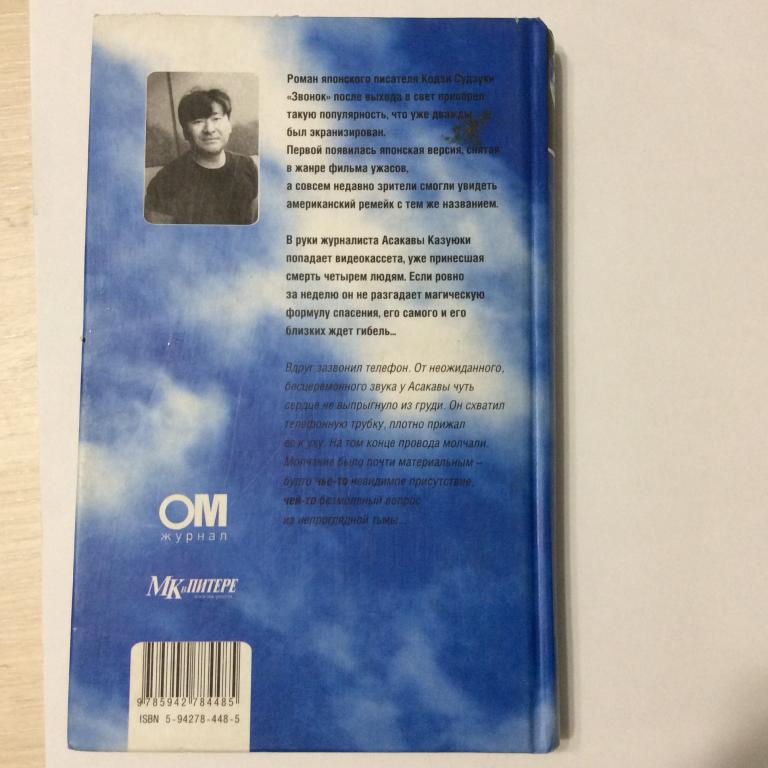 Роман японского писателя Кодзи Судзуки
«Звонок» после выхода в свет приобрел
такую популярность, что уже дважды
был экранизирован.
Первой появилась японская версия, снятая
в жанре фильма ужасов,
а совсем недавно зрители смогли увидеть
американский ремейк с тем же названием.
В руки журналиста Асакавы Казуюки
попадает видеокассета, уже принесшая
смерть четырем людям. Если ровно
за неделю он не разгадает магическую
формулу спасения, его самого и его
близких ждет гибель...
Вдруг зазвонил телефон. От неожиданного,
бесцеремонного звука у Асакавы чуть
сердце не выпрыгнуло из груди. Он схватил
телефонную трубку, плотно прижал
ее к уху. На том конце провода молчали.
Молчание было почти материальным –
будто чье-то невидимое присутствие,
чей-то безмолвный вопрос
из непроглядной тьмы...
ОМ
журнал
МК в ПИТЕРЕ
9785942784485
ISBN 5-94278-448-5